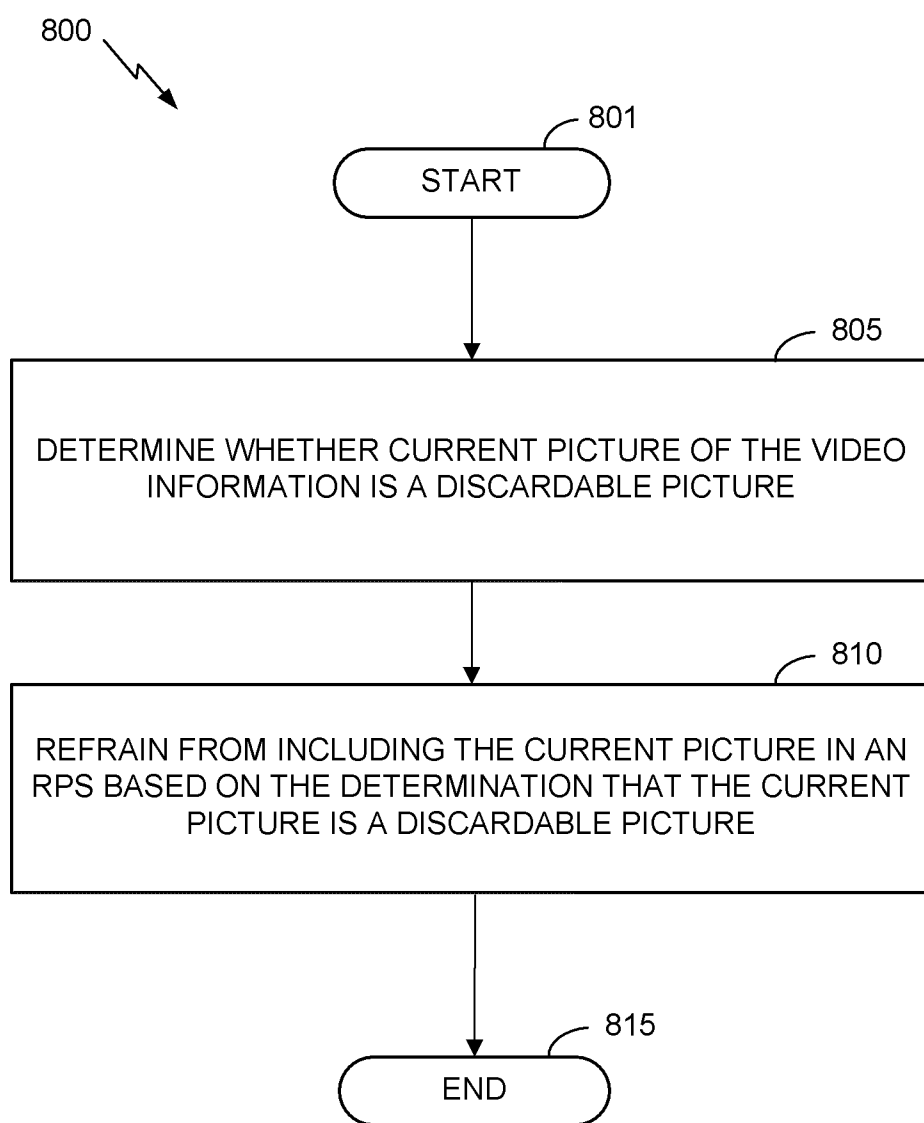 800
801
START
805
DETERMINE WHETHER CURRENT PICTURE OF THE VIDEO
INFORMATION IS A DISCARDABLE PICTURE
810
REFRAIN FROM INCLUDING THE CURRENT PICTURE IN AN
RPS BASED ON THE DETERMINATION THAT THE CURRENT
PICTURE IS A DISCARDABLE PICTURE
815
END